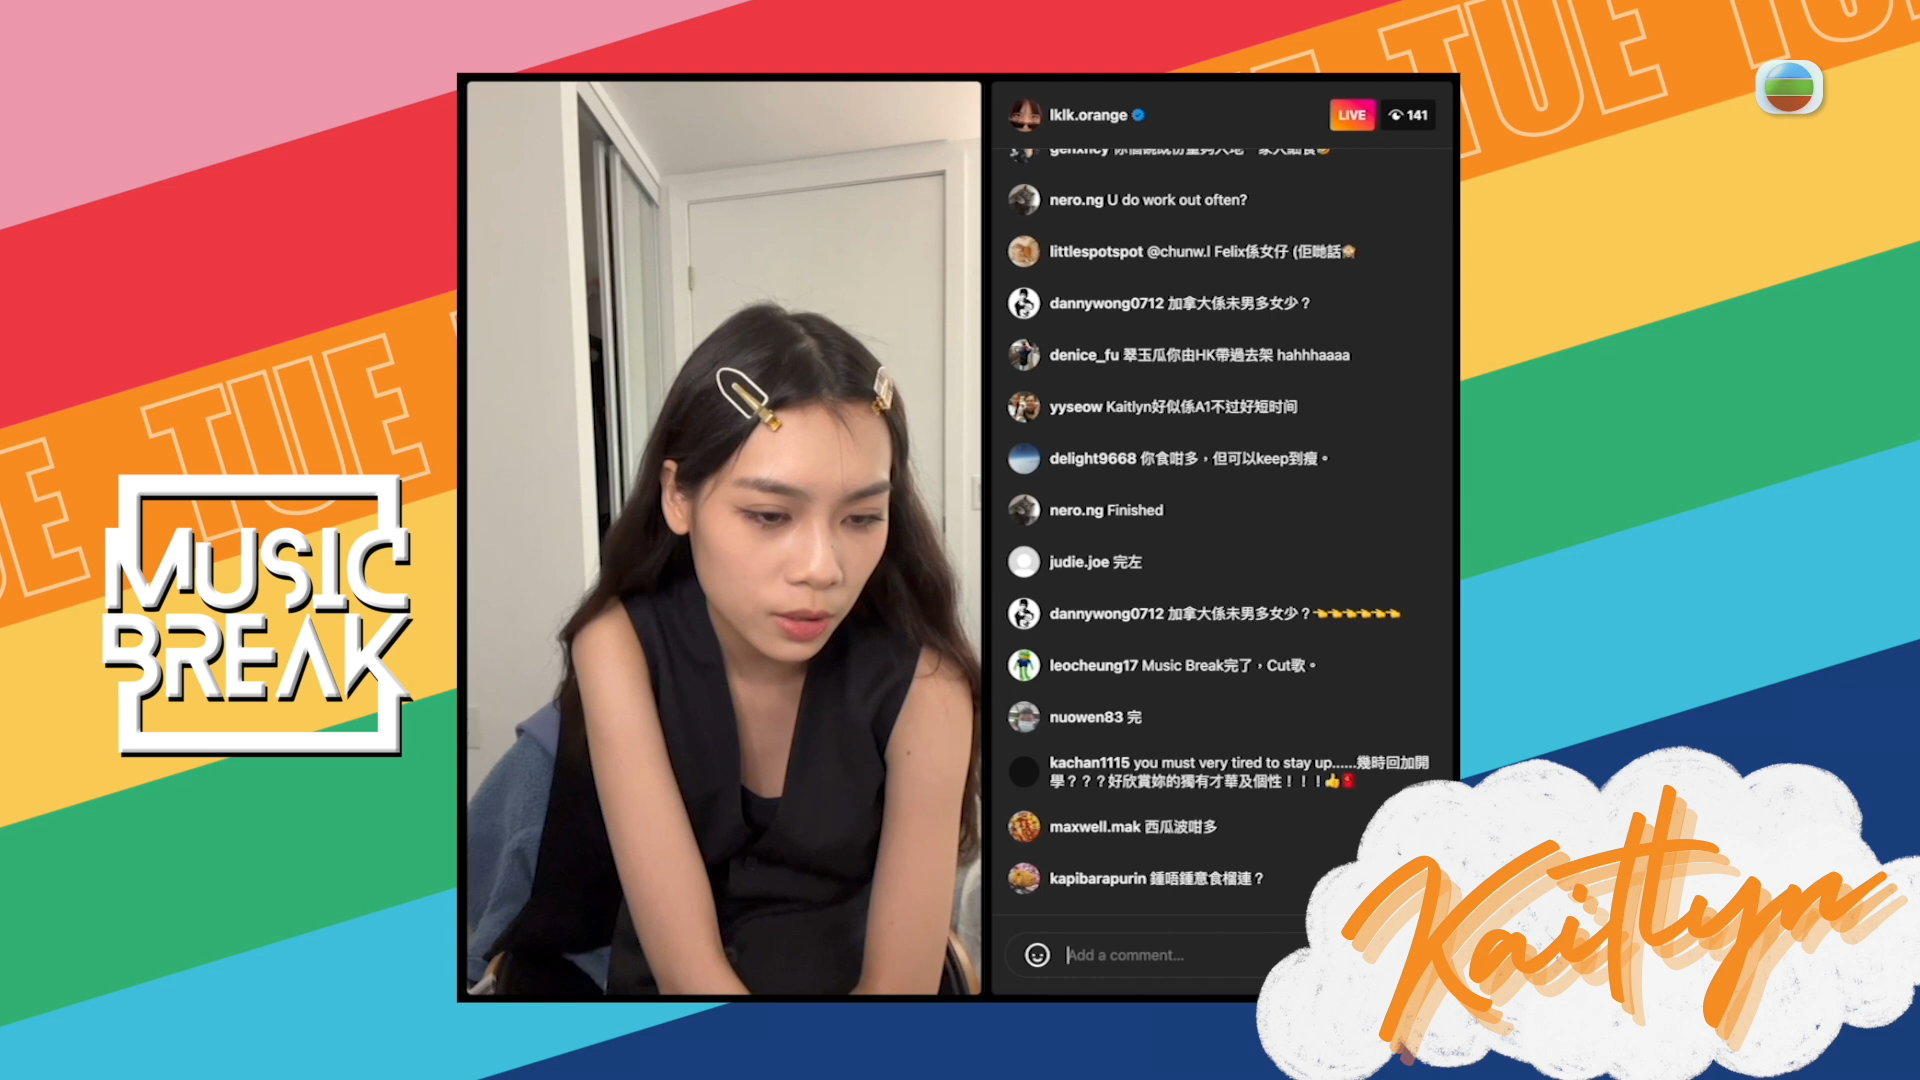 TUE TUE TUE
TUE
MUSIC
BREAK
lklk.orange
LIVE
141
genxncy
nero.ng U do work out often?
littlespotspot @chunw.l Felix係女仔 (佢哋話🙊
dannywong0712 加拿大係未男多女少？
denice_fu 翠玉瓜你由HK帶過去架 hahhhaaaa
yyseow Kaitlyn好似係A1不过好短时间
delight9668 你食咁多，但可以keep到瘦。
nero.ng Finished
judie.joe 完左
dannywong0712 加拿大係未男多女少？👈👈👈👈👈👈
leocheung17 Music Break完了，Cut歌。
nuowen83 完
kachan1115 you must very tired to stay up......幾時回加開
學？？？好欣賞妳的獨有才華及個性！！！👍
maxwell.mak 西瓜波咁多
kapibarapurin 鍾唔鍾意食榴連？
Add a comment...
Kaitlyn